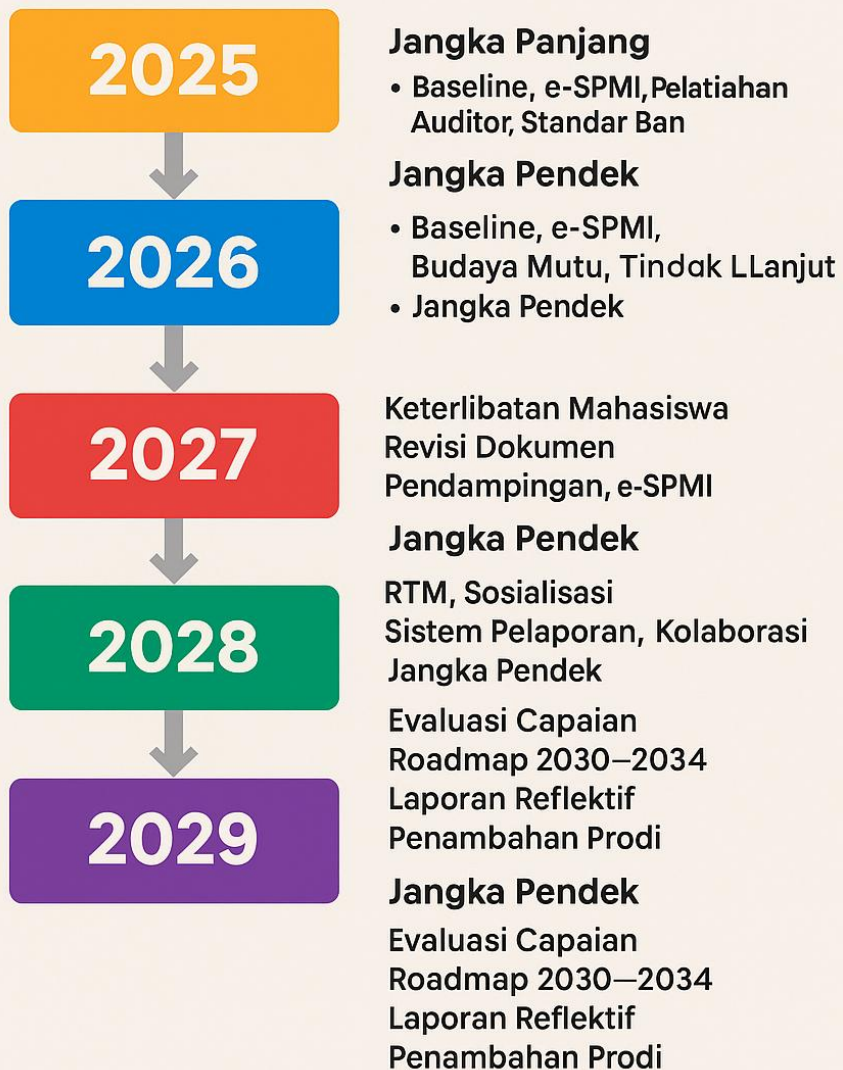 2025
Jangka Panjang
• Baseline, e-SPMI, Pelatiahan
Auditor, Standar Ban
Jangka Pendek
2026
• Baseline, e-SPMI,
Budaya Mutu, Tindak LLanjut
• Jangka Pendek
2027
Keterlibatan Mahasiswa
Revisi Dokumen
Pendampingan, e-SPMI
Jangka Pendek
2028
RTM, Sosialisasi
Sistem Pelaporan, Kolaborasi
Jangka Pendek
Evaluasi Capaian
Roadmap 2030–2034
2029
Laporan Reflektif
Penambahan Prodi
Jangka Pendek
Evaluasi Capaian
Roadmap 2030–2034
Laporan Reflektif
Penambahan Prodi